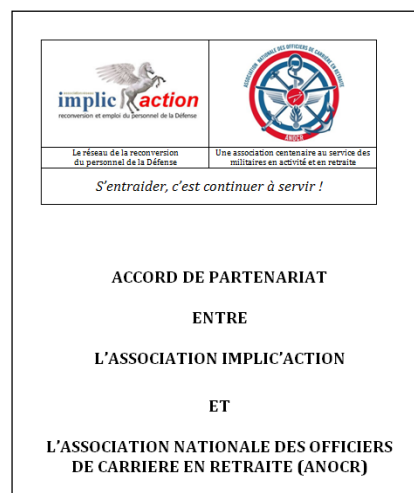 implic action
reconversion et emploi du personnel de la Défense
ASSOCIATION NATIONALE DES OFFICIERS DE CARRIÈRE EN RETRAITE
ANOCR
Le réseau de la reconversion
du personnel de la Défense
Une association centenaire au service des
militaires en activité et en retraite
S'entraider, c'est continuer à servir !
ACCORD DE PARTENARIAT
ENTRE
L'ASSOCIATION IMPLIC'ACTION
ET
L'ASSOCIATION NATIONALE DES OFFICIERS
DE CARRIERE EN RETRAITE (ANOCR)